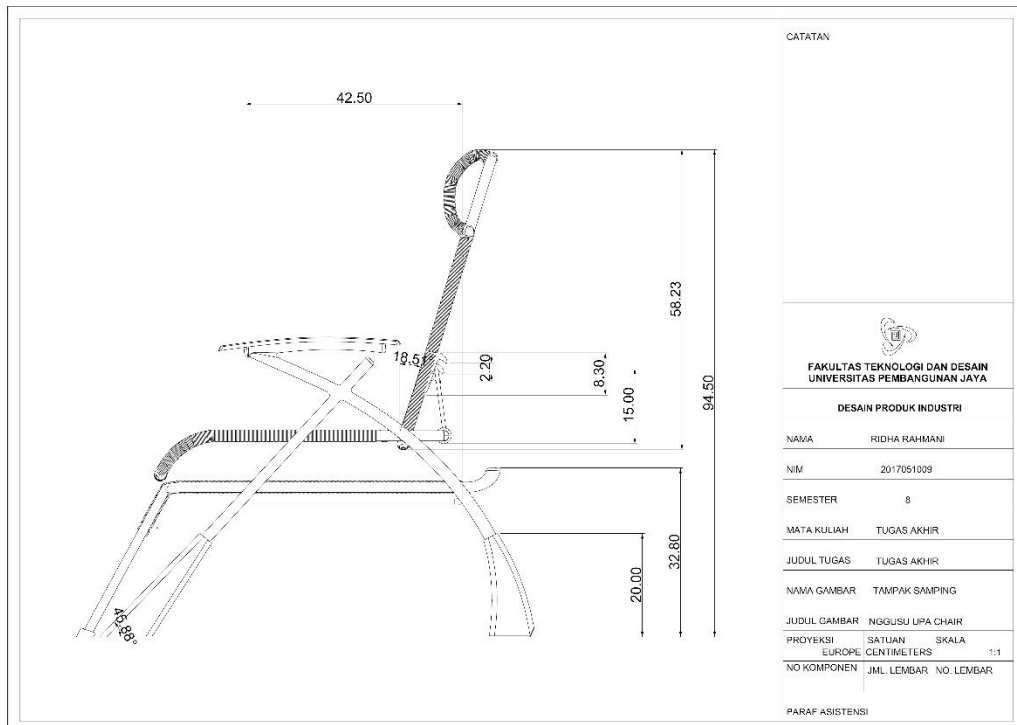 CATATAN
42.50
58.23
94.50
18.51
2.20
8.30
15.00
32.80
20.00
45.88°
FAKULTAS TEKNOLOGI DAN DESAIN
UNIVERSITAS PEMBANGUNAN JAYA
DESAIN PRODUK INDUSTRI
NAMA RIDHA RAHMANI
NIM 2017051009
SEMESTER 8
MATA KULIAH TUGAS AKHIR
JUDUL TUGAS TUGAS AKHIR
NAMA GAMBAR TAMPAK SAMPING
JUDUL GAMBAR NGGUSU UPA CHAIR
PROYEKSI SATUAN SKALA
EUROPE CENTIMETERS 1:1
NO KOMPONEN JML. LEMBAR NO. LEMBAR
PARAF ASISTENSI